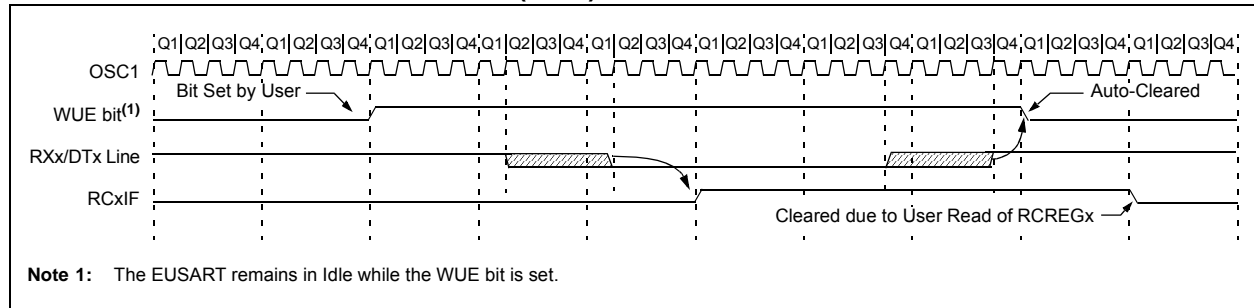 Q1 Q2 Q3 Q4 Q1 Q2 Q3 Q4 Q1 Q2 Q3 Q4 Q1 Q2 Q3 Q4 Q1 Q2 Q3 Q4 Q1 Q2 Q3 Q4 Q1 Q2 Q3 Q4 Q1 Q2 Q3 Q4 Q1 Q2 Q3 Q4 Q1 Q2 Q3 Q4
OSC1
Bit Set by User
Auto-Cleared
WUE bit(1)
RXx/DTx Line
RCxIF
Cleared due to User Read of RCREGx
Note 1: The EUSART remains in Idle while the WUE bit is set.